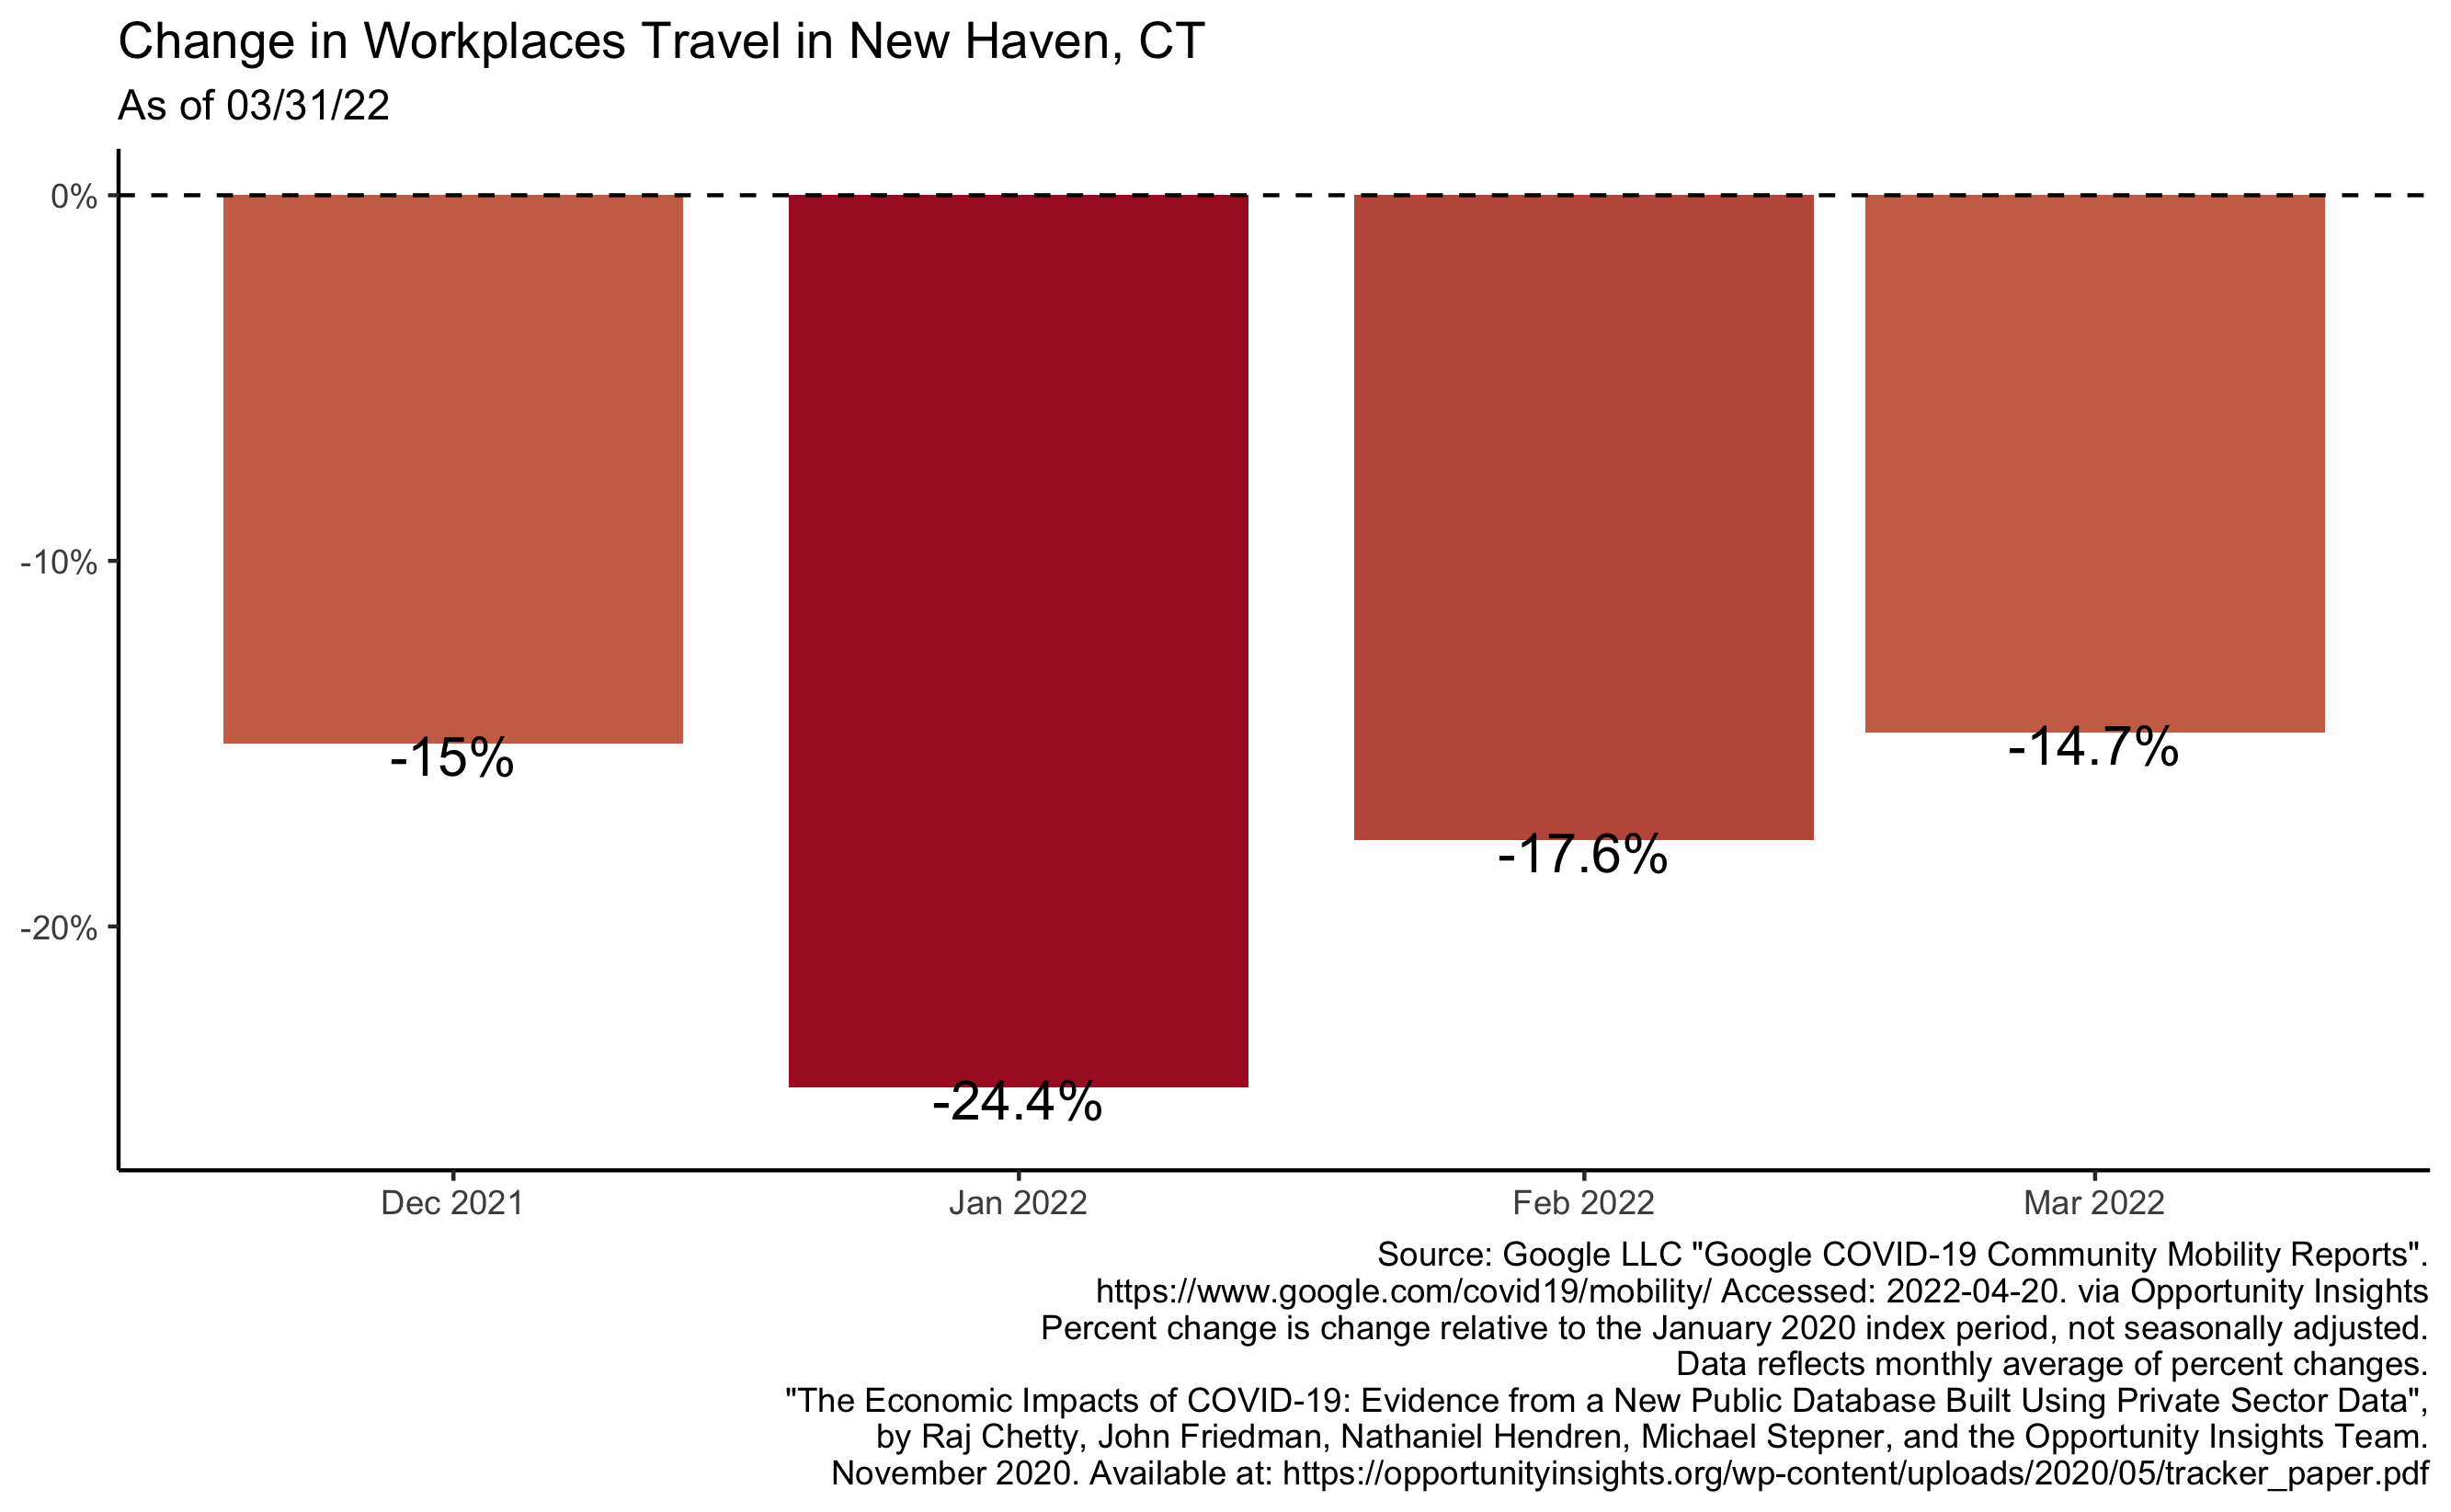 Change in Workplaces Travel in New Haven, CT
As of 03/31/22
0%
-10%
-20%
-15%
-24.4%
-17.6%
-14.7%
Dec 2021
Jan 2022
Feb 2022
Mar 2022
Source: Google LLC "Google COVID-19 Community Mobility Reports".
https://www.google.com/covid19/mobility/ Accessed: 2022-04-20. via Opportunity Insights
Percent change is change relative to the January 2020 index period, not seasonally adjusted.
Data reflects monthly average of percent changes.
"The Economic Impacts of COVID-19: Evidence from a New Public Database Built Using Private Sector Data",
by Raj Chetty, John Friedman, Nathaniel Hendren, Michael Stepner, and the Opportunity Insights Team.
November 2020. Available at: https://opportunityinsights.org/wp-content/uploads/2020/05/tracker_paper.pdf